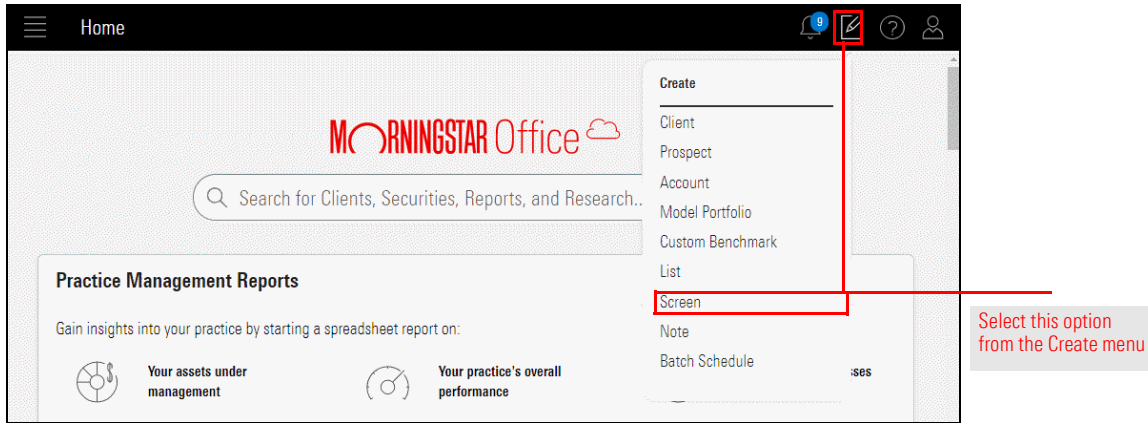 Home
9
?
Create
Client
Prospect
Account
Model Portfolio
Custom Benchmark
List
Screen
Note
Batch Schedule
MORNINGSTAR Office
Search for Clients, Securities, Reports, and Research..
Practice Management Reports
Gain insights into your practice by starting a spreadsheet report on:
$
Your assets under
management
Your practice's overall
performance
sses
Select this option
from the Create menu